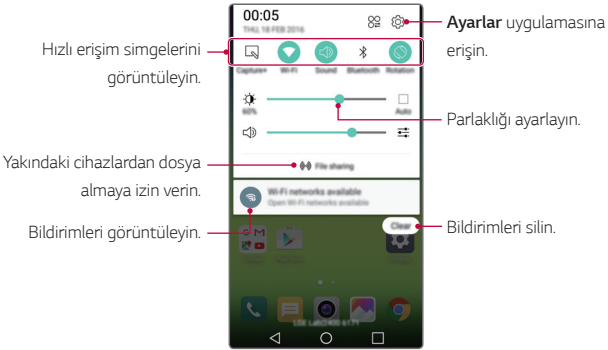 00:05
THU, 18 FEB 2016
Ayarlar uygulamasına
erişin.
Hızlı erişim simgelerini
görüntüleyin.
Capture+ Wi-Fi Sound Bluetooth Rotation
60%
Auto
Parlaklığı ayarlayın.
Yakındaki cihazlardan dosya
almaya izin verin.
File sharing
Wi-Fi networks available
Open Wi-Fi networks available
Bildirimleri görüntüleyin.
Clear
Bildirimleri silin.